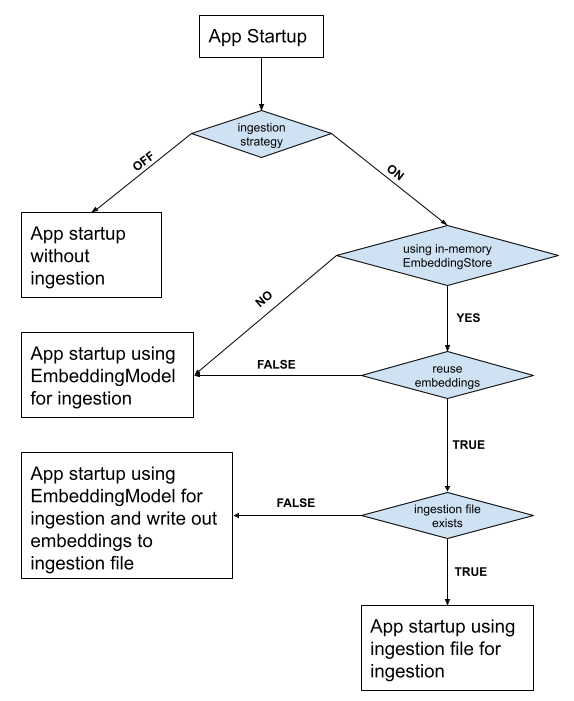 App Startup
ingestion
strategy
OFF
ON
App startup
without
ingestion
using in-memory
EmbeddingStore
NO
YES
App startup using
EmbeddingModel
for ingestion
FALSE
reuse
embeddings
TRUE
App startup using
EmbeddingModel for
ingestion and write out
embeddings to
ingestion file
FALSE
ingestion file
exists
TRUE
App startup using
ingestion file for
ingestion